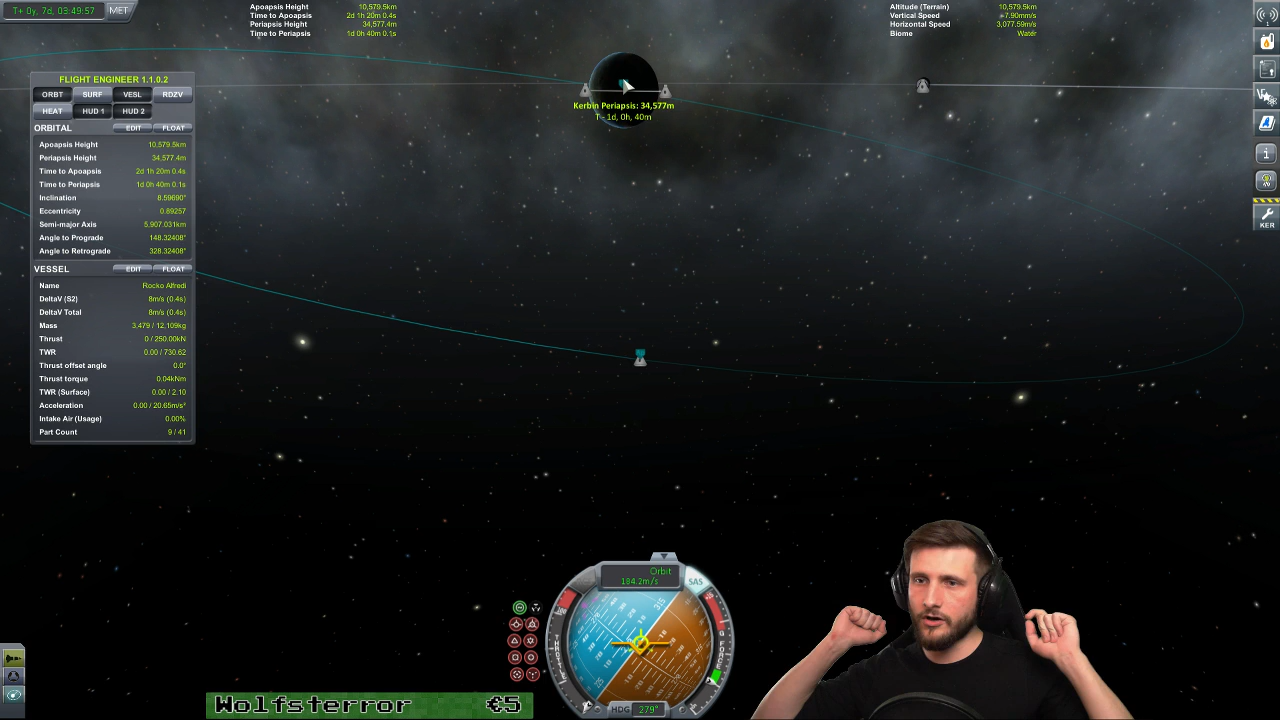 T+ 0y, 7d, 03:49:57 MET
Apoapsis Height 10,579.5km
Time to Apoapsis 2d 1h 20m 0.4s
Periapsis Height 34,577.4m
Time to Periapsis 1d 0h 40m 0.1s
Altitude (Terrain) 10,579.5km
Vertical Speed -7.90mm/s
Horizontal Speed 3,077.59m/s
Biome Water
FLIGHT ENGINEER 1.1.0.2
ORBT SURF VESL RDZV
HEAT HUD 1 HUD 2
ORBITAL EDIT FLOAT
Apoapsis Height 10,579.5km
Periapsis Height 34,577.4m
Time to Apoapsis 2d 1h 20m 0.4s
Time to Periapsis 1d 0h 40m 0.1s
Inclination 8.59690°
Eccentricity 0.89257
Semi-major Axis 5,907.031km
Angle to Prograde 148.32408°
Angle to Retrograde 328.32408°
VESSEL EDIT FLOAT
Name Rocko Alfredi
DeltaV (S2) 8m/s (0.4s)
DeltaV Total 8m/s (0.4s)
Mass 3,479 / 12,109kg
Thrust 0 / 250.00kN
TWR 0.00 / 730.62
Thrust offset angle 0.0°
Thrust torque 0.04kNm
TWR (Surface) 0.00 / 2.10
Acceleration 0.00 / 20.65m/s²
Intake Air (Usage) 0.00%
Part Count 9 / 41
Kerbin Periapsis: 34,577m
T - 1d, 0h, 40m
KER
Orbit
184.2m/s
SAS
HDG 279°
Wolfsterror €5